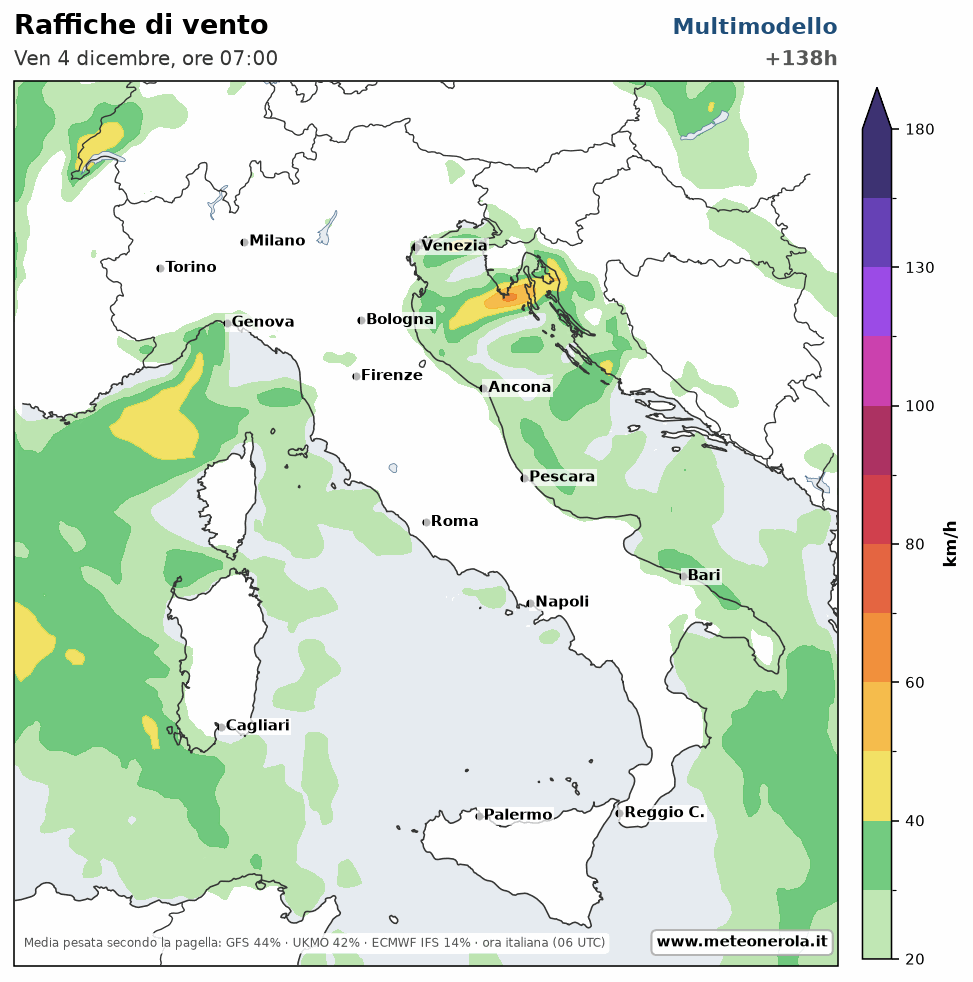 Raffiche di vento
Multimodello
Ven 4 dicembre, ore 07:00
+138h
180
130
100
80
60
40
20
km/h
Milano
Venezia
Torino
Genova
Bologna
Firenze
Ancona
Pescara
Roma
Bari
Napoli
Cagliari
Palermo
Reggio C.
Media pesata secondo la pagella: GFS 44% · UKMO 42% · ECMWF IFS 14% · ora italiana (06 UTC)
www.meteonerola.it